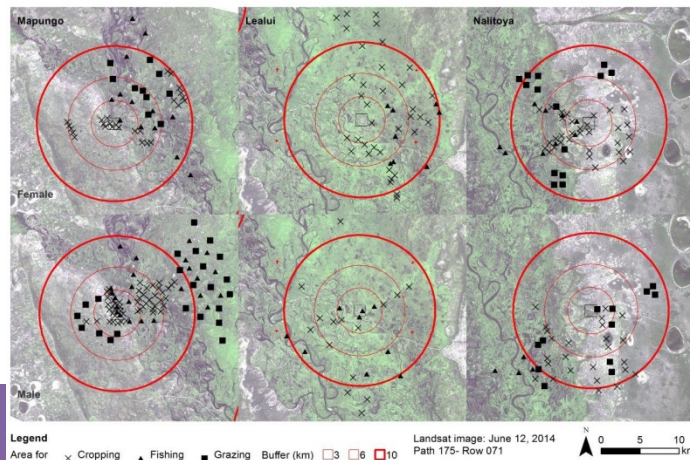 Mapungo Lealui Nalitoya
Female
Male
Legend
Area for Cropping Fishing Grazing Buffer (km) 3 6 10
Landsat image: June 12, 2014
Path 175- Row 071
N
0 5 10
km